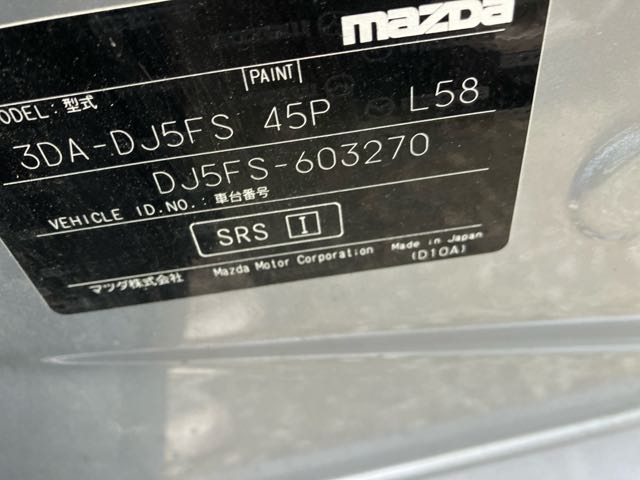 mazda
MODEL: 型式 PAINT
3DA-DJ5FS 45P L58
DJ5FS-603270
VEHICLE ID.NO.: 車台番号
SRS I
マツダ株式会社 Mazda Motor Corporation Made in Japan
(D10A)